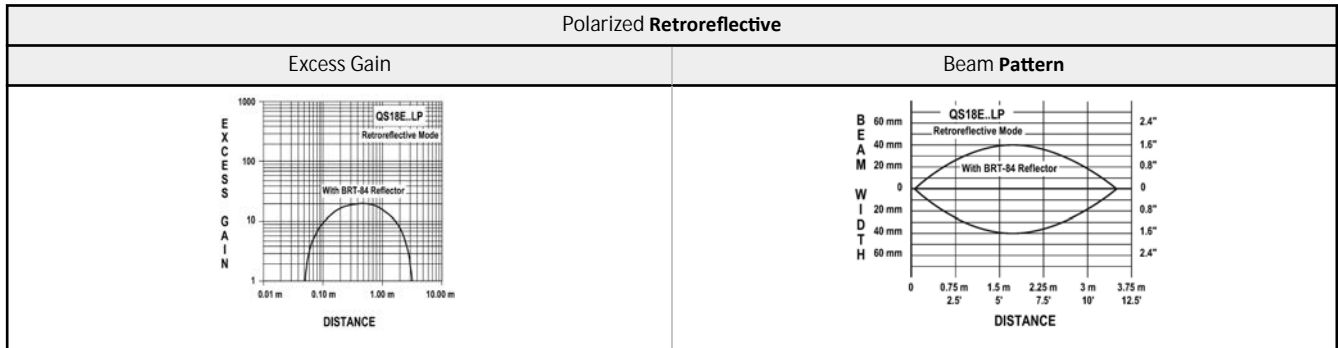 Polarized Retroreflective
Excess Gain
Beam Pattern
1000
QS18E..LP
Retroreflective Mode
100
With BRT-84 Reflector
10
1
0.01 m 0.10 m 1.00 m 10.00 m
EXCESS GAIN
DISTANCE
QS18E..LP
Retroreflective Mode
With BRT-84 Reflector
BEAM WIDTH
60 mm 2.4"
40 mm 1.6"
20 mm 0.8"
0 0
20 mm 0.8"
40 mm 1.6"
60 mm 2.4"
0 0.75 m 1.5 m 2.25 m 3 m 3.75 m
2.5' 5' 7.5' 10' 12.5'
DISTANCE